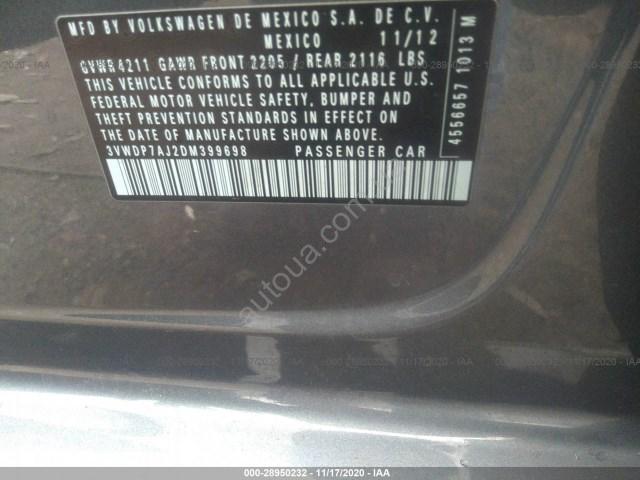 MFD BY VOLKSWAGEN DE MEXICO S.A. DE C.V.
MEXICO 11/12
GVWR 4211 GAWR FRONT 2205 / REAR 2116 LBS
THIS VEHICLE CONFORMS TO ALL APPLICABLE U.S.
FEDERAL MOTOR VEHICLE SAFETY, BUMPER AND
THEFT PREVENTION STANDARDS IN EFFECT ON
THE DATE OF MANUFACTURE SHOWN ABOVE.
3VWDP7AJ2DM399698 PASSENGER CAR
4556657 1013 M
autoua.com
000-28950232 - 11/17/2020 - IAA